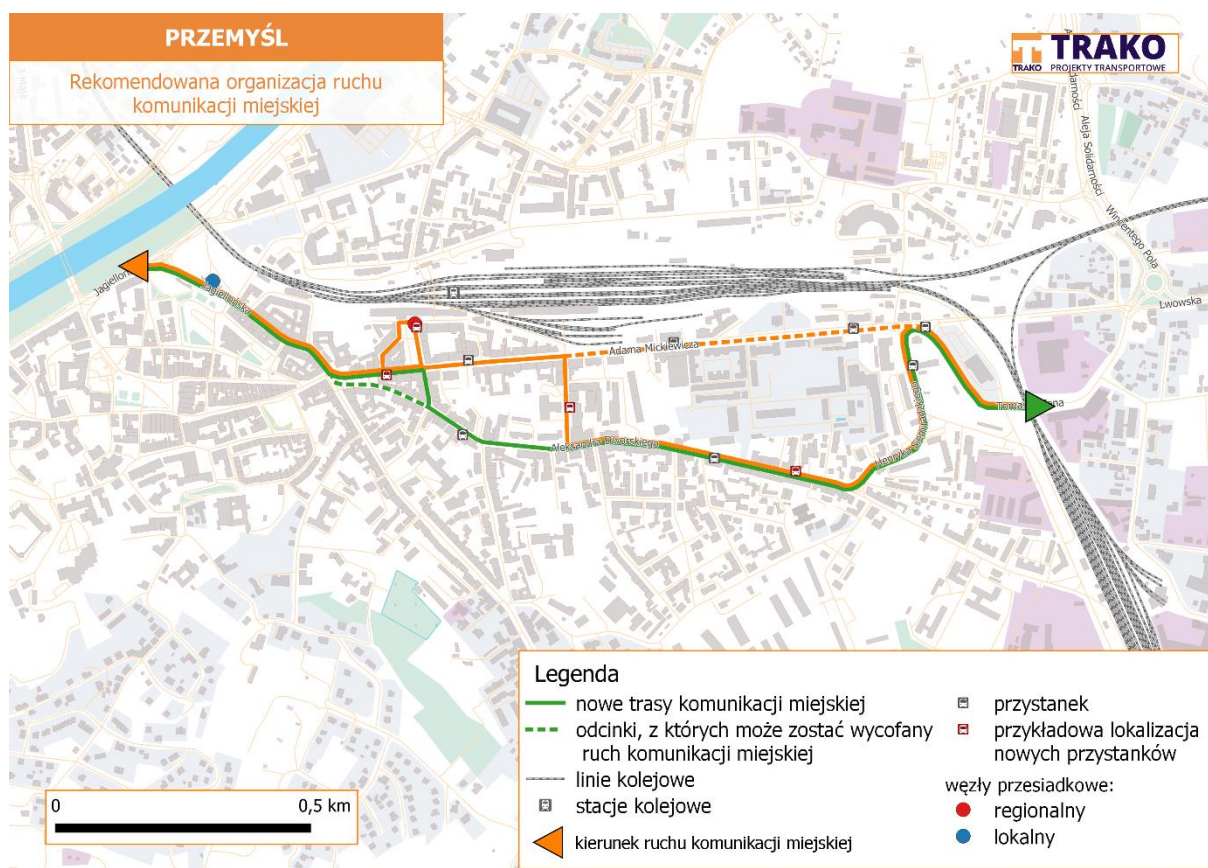 PRZEMYŚL
Rekomendowana organizacja ruchu
komunikacji miejskiej
TRAKO
TRAKO
PROJEKTY TRANSPORTOWE
Aleja Solidarności
Wincentego Pola
Lwowska
Jagiellońska
Adama Mickiewicza
Aleksandra Dworskiego
Legenda
nowe trasy komunikacji miejskiej
odcinki, z których może zostać wycofany
ruch komunikacji miejskiej
linie kolejowe
stacje kolejowe
kierunek ruchu komunikacji miejskiej
przystanek
przykładowa lokalizacja
nowych przystanków
węzły przesiadkowe:
regionalny
lokalny
0
0,5 km